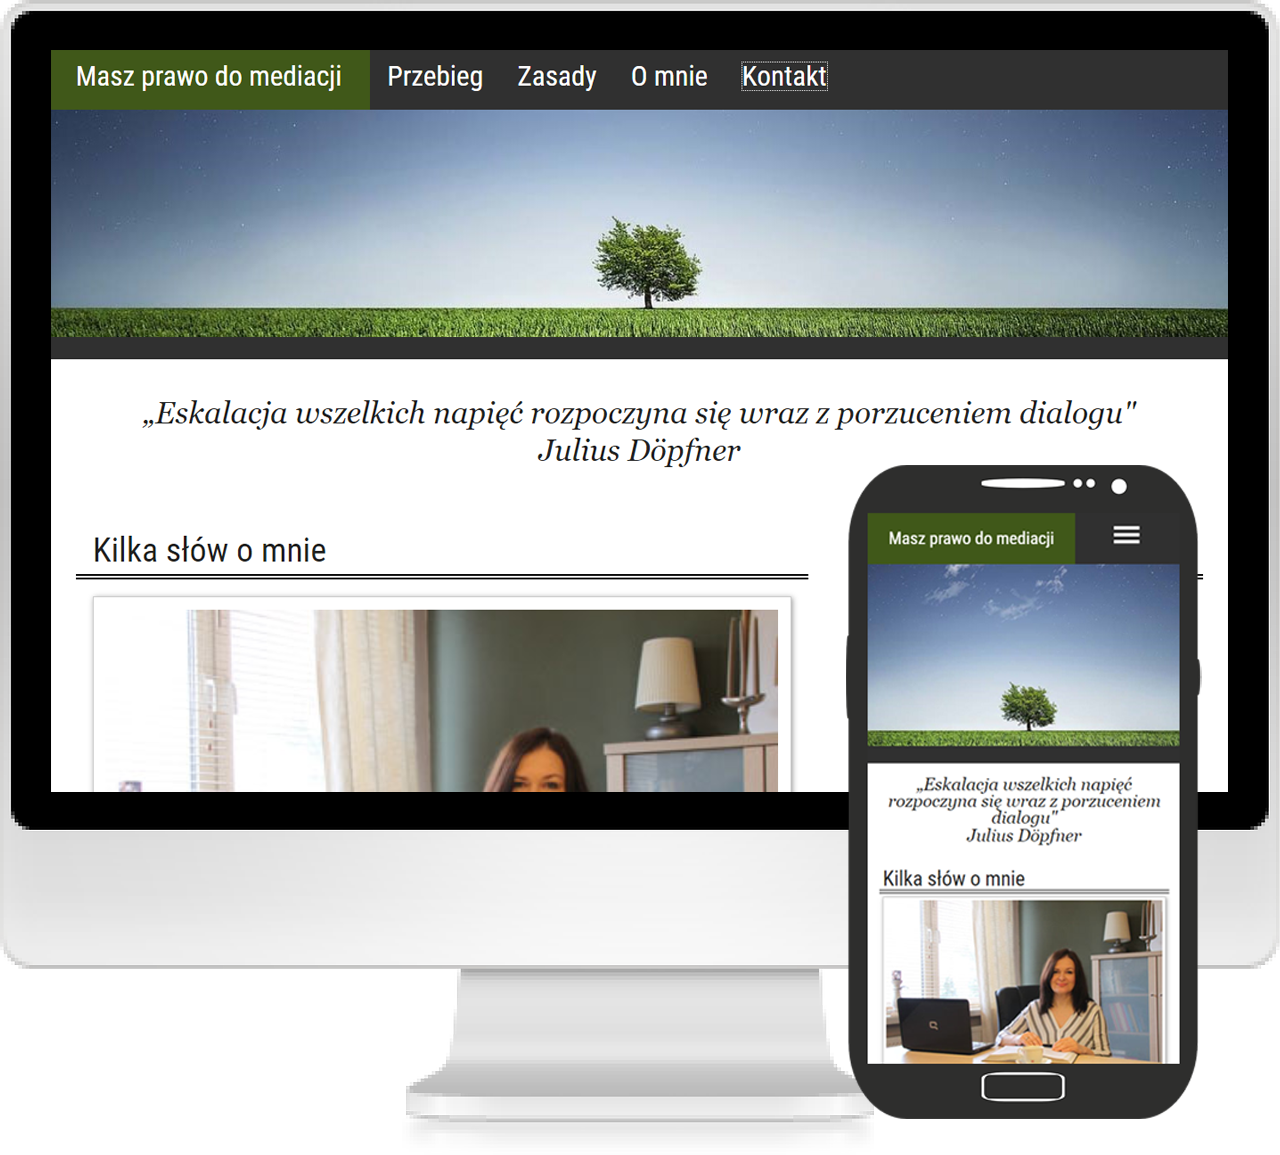 Masz prawo do mediacji Przebieg Zasady O mnie Kontakt
„Eskalacja wszelkich napięć rozpoczyna się wraz z porzuceniem dialogu"
Julius Döpfner
Kilka słów o mnie
Masz prawo do mediacji
„Eskalacja wszelkich napięć
rozpoczyna się wraz z porzuceniem
dialogu"
Julius Döpfner
Kilka słów o mnie